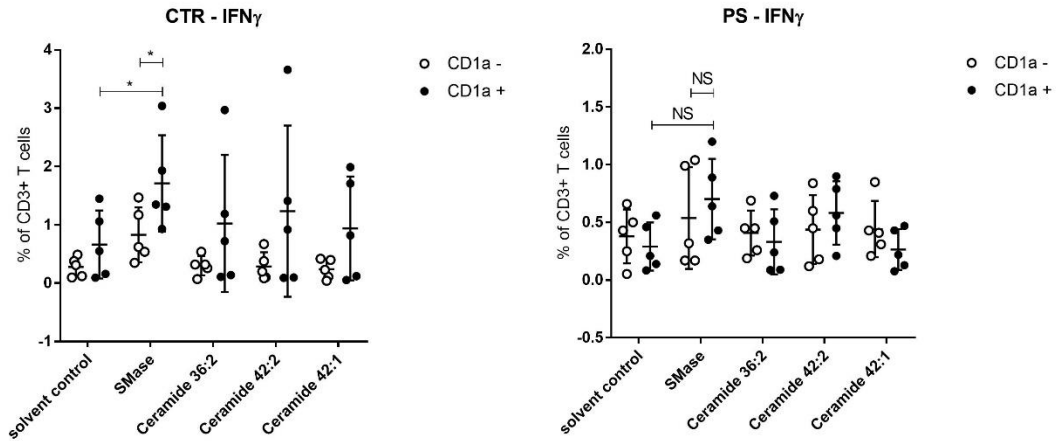 CTR - IFNγ
% of CD3+ T cells
4
3
2
1
0
-1
*
*
CD1a -
CD1a +
solvent control
SMase
Ceramide 36:2
Ceramide 42:2
Ceramide 42:1
PS - IFNγ
% of CD3+ T cells
2.0
1.5
1.0
0.5
0.0
-0.5
NS
NS
CD1a -
CD1a +
solvent control
SMase
Ceramide 36:2
Ceramide 42:2
Ceramide 42:1